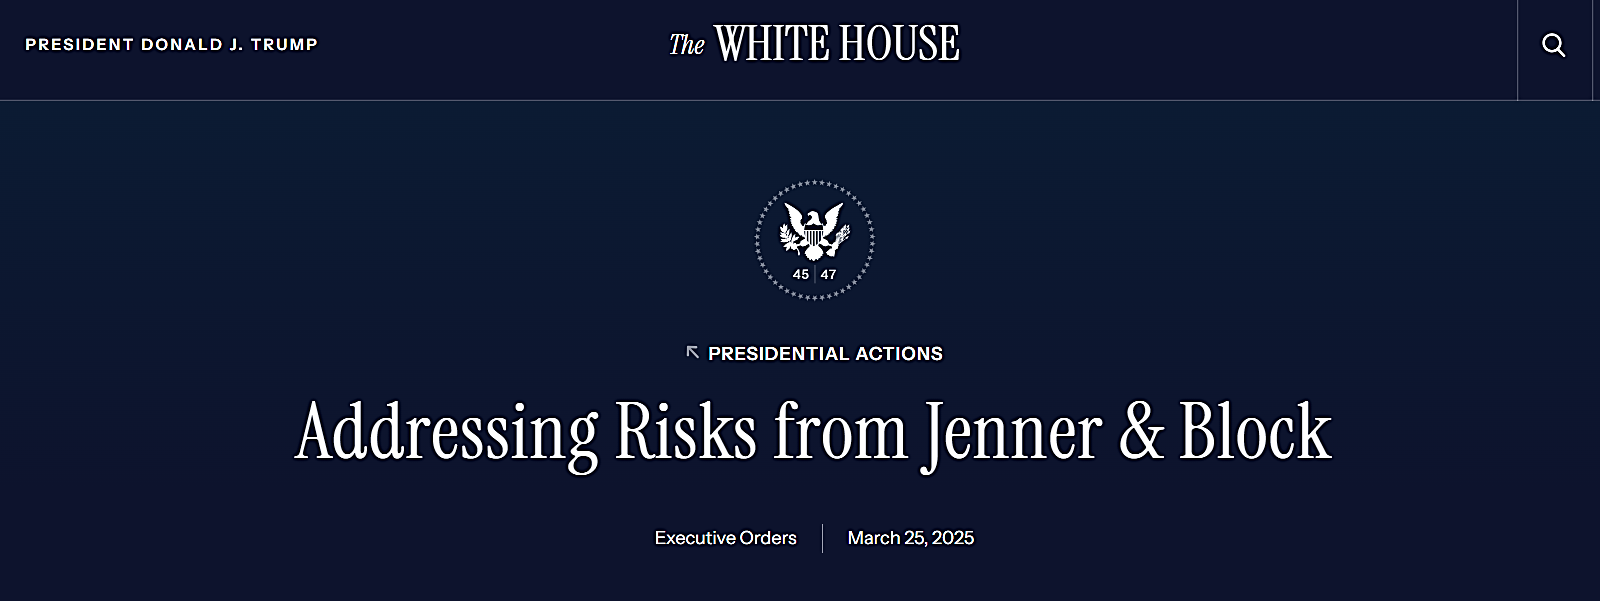 PRESIDENT DONALD J. TRUMP
The WHITE HOUSE
45 | 47
PRESIDENTIAL ACTIONS
Addressing Risks from Jenner & Block
Executive Orders | March 25, 2025